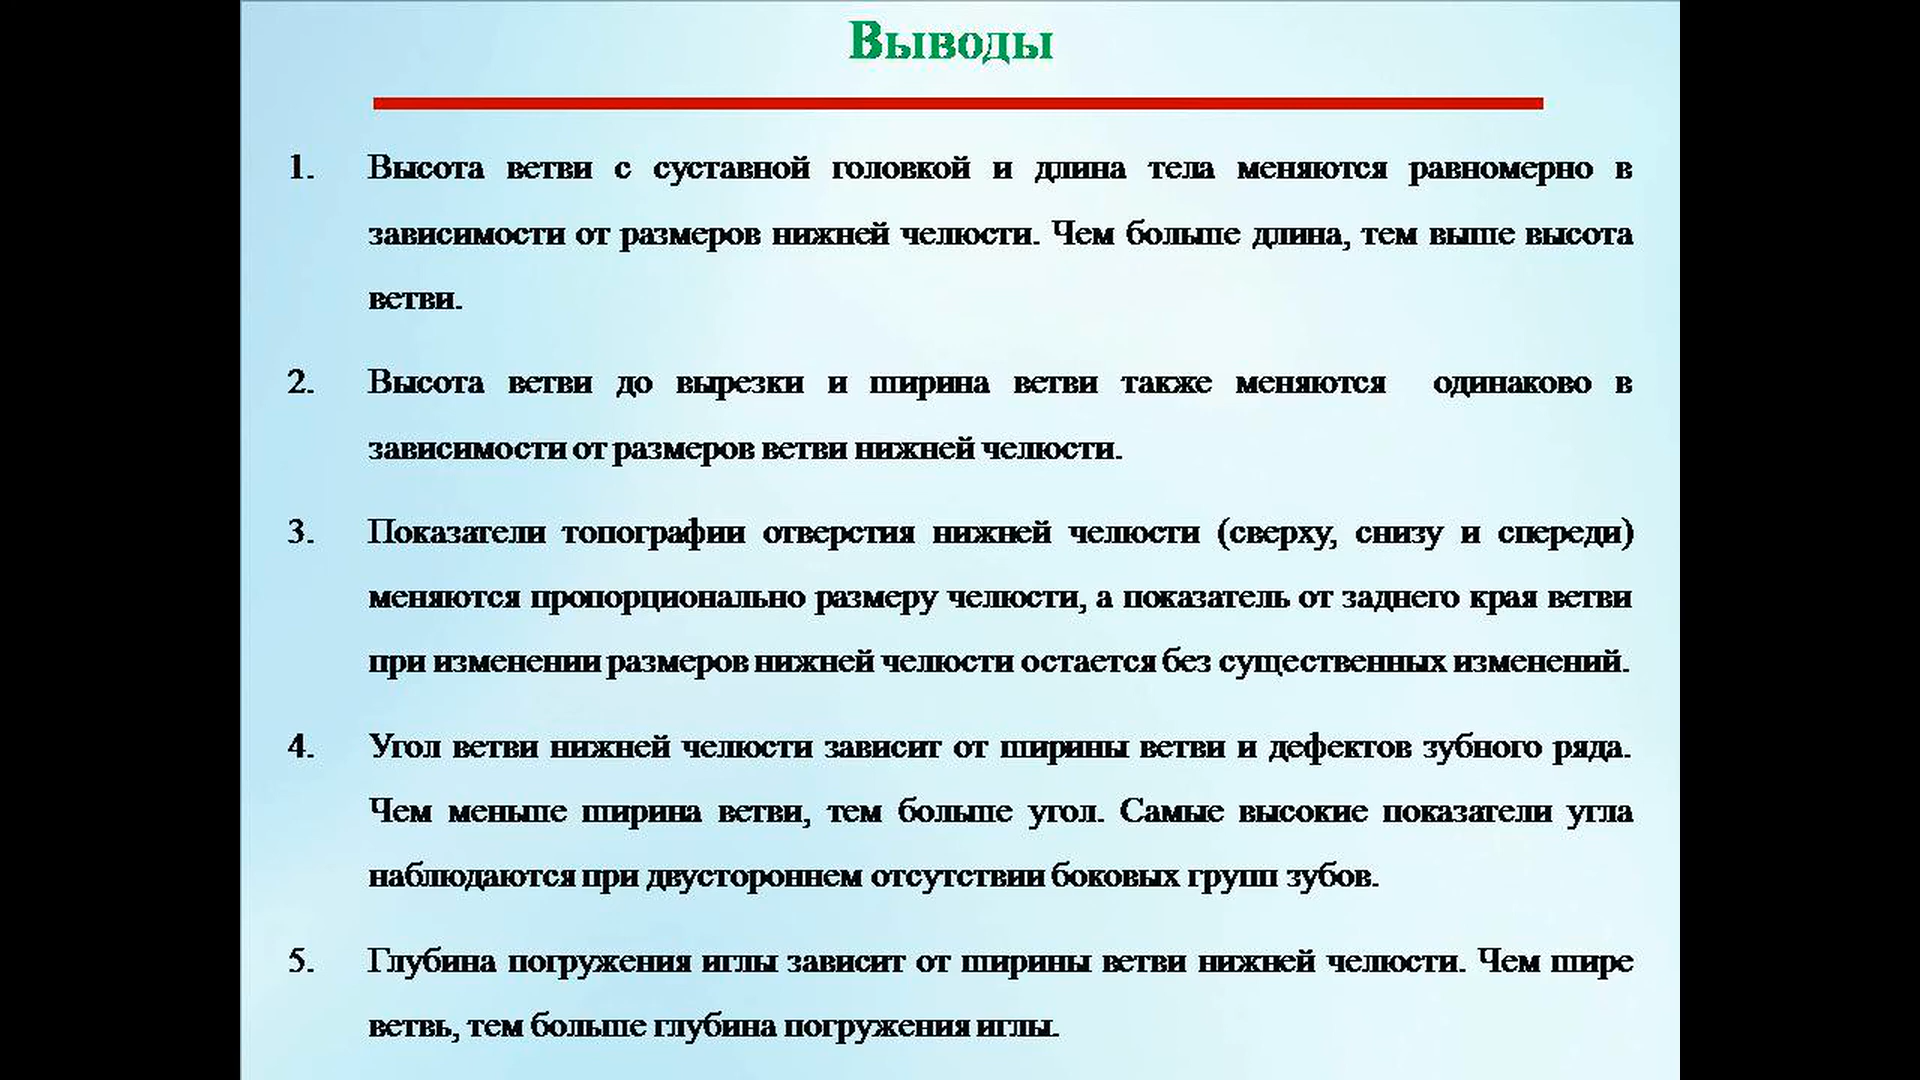 Выводы
1. Высота ветви с суставной головкой и длина тела меняются равномерно в
зависимости от размеров нижней челюсти. Чем больше длина, тем выше высота
ветви.
2. Высота ветви до вырезки и ширина ветви также меняются одинаково в
зависимости от размеров ветви нижней челюсти.
3. Показатели топографии отверстия нижней челюсти (сверху, снизу и спереди)
меняются пропорционально размеру челюсти, а показатель от заднего края ветви
при изменении размеров нижней челюсти остается без существенных изменений.
4. Угол ветви нижней челюсти зависит от ширины ветви и дефектов зубного ряда.
Чем меньше ширина ветви, тем больше угол. Самые высокие показатели угла
наблюдаются при двустороннем отсутствии боковых групп зубов.
5. Глубина погружения иглы зависит от ширины ветви нижней челюсти. Чем шире
ветвь, тем больше глубина погружения иглы.